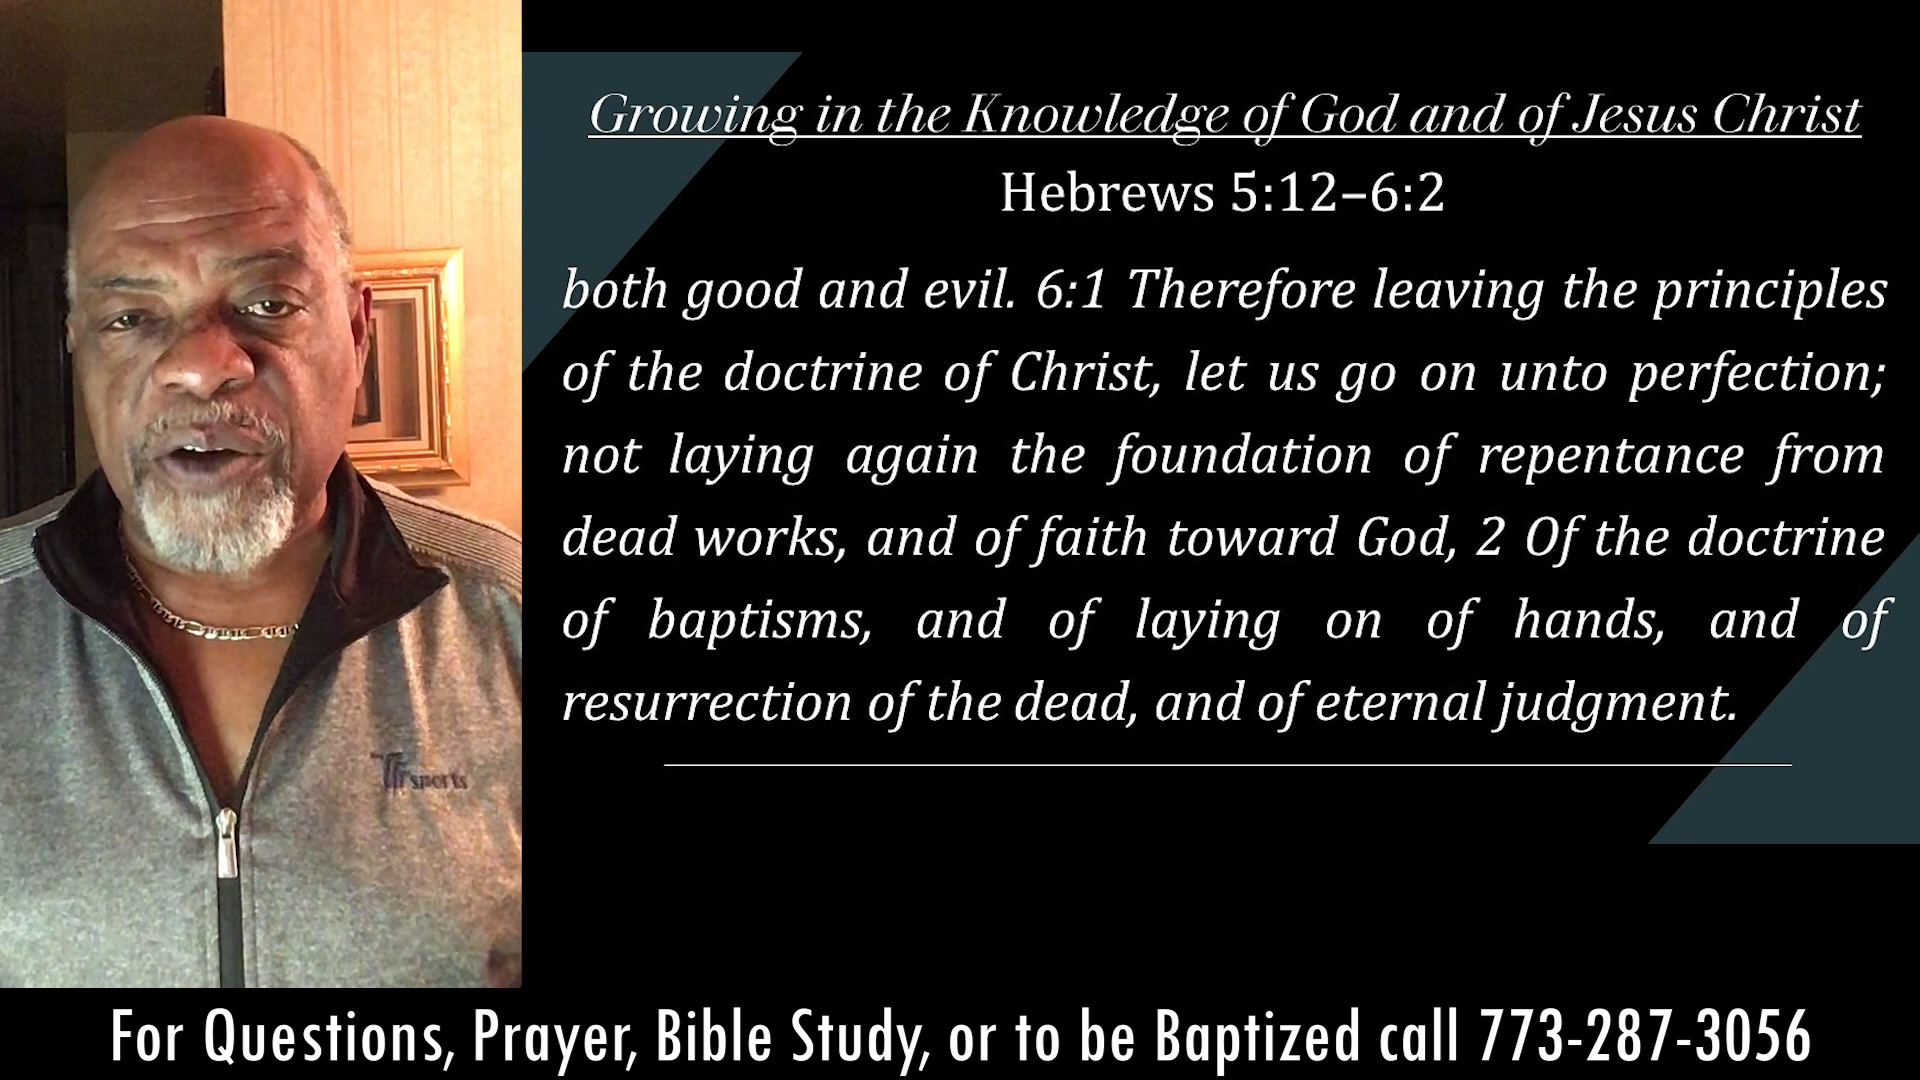 Growing in the Knowledge of God and of Jesus Christ
Hebrews 5:12–6:2
both good and evil. 6:1 Therefore leaving the principles
of the doctrine of Christ, let us go on unto perfection;
not laying again the foundation of repentance from
dead works, and of faith toward God, 2 Of the doctrine
of baptisms, and of laying on of hands, and of
resurrection of the dead, and of eternal judgment.
sports
For Questions, Prayer, Bible Study, or to be Baptized call 773-287-3056